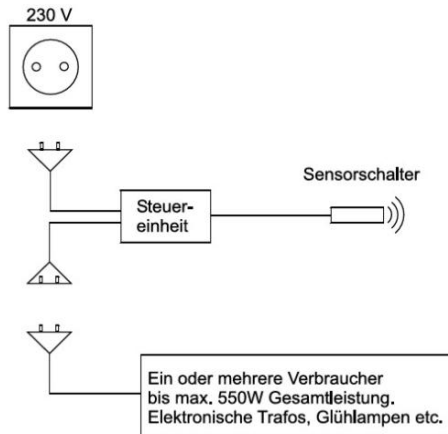 230 V
Sensorschalter
Steuer-
einheit
Ein oder mehrere Verbraucher
bis max. 550W Gesamtleistung.
Elektronische Trafos, Glühlampen etc.